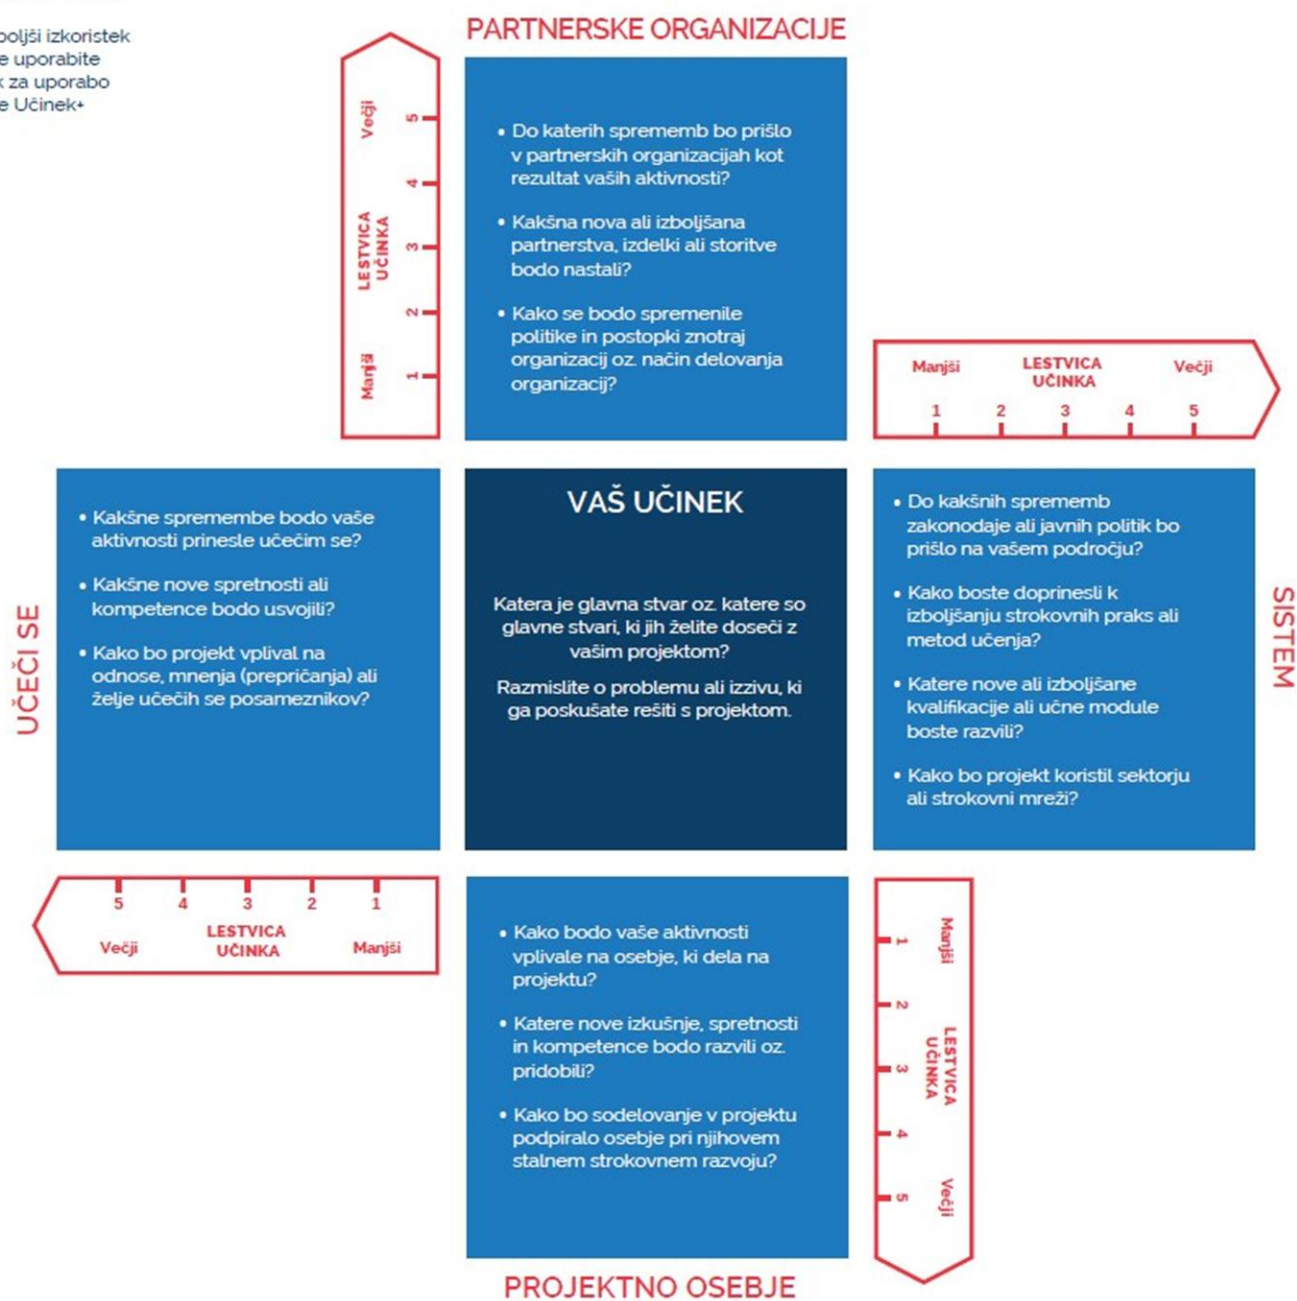 boljši izkoristek
e uporabite
k za uporabo
e Učinek+
PARTNERSKE ORGANIZACIJE
Večji
LESTVICA
UČINKA
Manjši
5
4
3
2
1
• Do katerih sprememb bo prišlo
v partnerskih organizacijah kot
rezultat vaših aktivnosti?
• Kakšna nova ali izboljšana
partnerstva, izdelki ali storitve
bodo nastali?
• Kako se bodo spremenile
politike in postopki znotraj
organizacij oz. način delovanja
organizacij?
Manjši LESTVICA Večji
UČINKA
1 2 3 4 5
UČEČI SE
• Kakšne spremembe bodo vaše
aktivnosti prinesle učečim se?
• Kakšne nove spretnosti ali
kompetence bodo usvojili?
• Kako bo projekt vplival na
odnose, mnenja (prepričanja) ali
želje učečih se posameznikov?
VAŠ UČINEK
Katera je glavna stvar oz. katere so
glavne stvari, ki jih želite doseči z
vašim projektom?
Razmislite o problemu ali izzivu, ki
ga poskušate rešiti s projektom.
• Do kakšnih sprememb
zakonodaje ali javnih politik bo
prišlo na vašem področju?
• Kako boste doprinesli k
izboljšanju strokovnih praks ali
metod učenja?
• Katere nove ali izboljšane
kvalifikacije ali učne module
boste razvili?
• Kako bo projekt koristil sektorju
ali strokovni mreži?
SISTEM
5 4 3 2 1
Večji LESTVICA Manjši
UČINKA
• Kako bodo vaše aktivnosti
vplivale na osebje, ki dela na
projektu?
• Katere nove izkušnje, spretnosti
in kompetence bodo razvili oz.
pridobili?
• Kako bo sodelovanje v projektu
podpiralo osebje pri njihovem
stalnem strokovnem razvoju?
Manjši
LESTVICA
UČINKA
Večji
1
2
3
4
5
PROJEKTNO OSEBJE